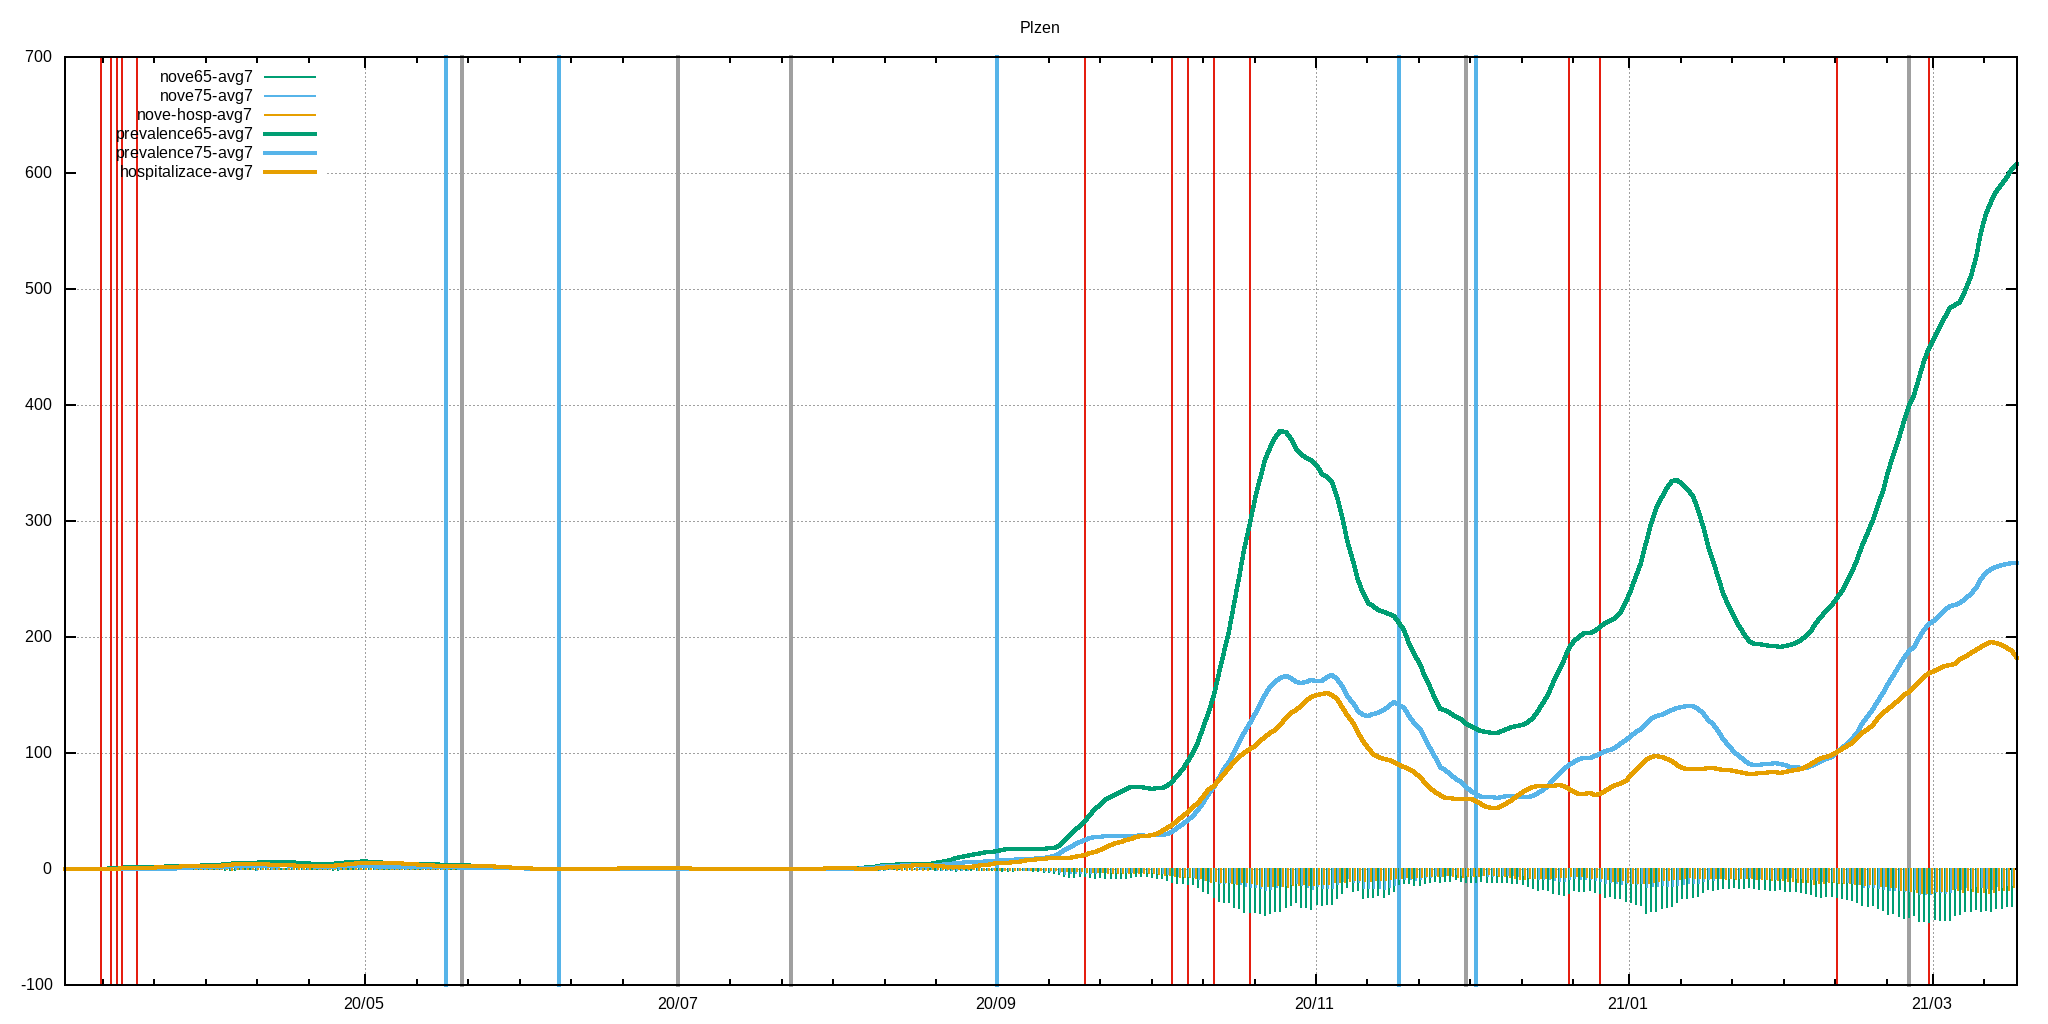 Plzen
700
600
500
400
300
200
100
0
-100
nove65-avg7
nove75-avg7
nove-hosp-avg7
prevalence65-avg7
prevalence75-avg7
hospitalizace-avg7
20/05
20/07
20/09
20/11
21/01
21/03